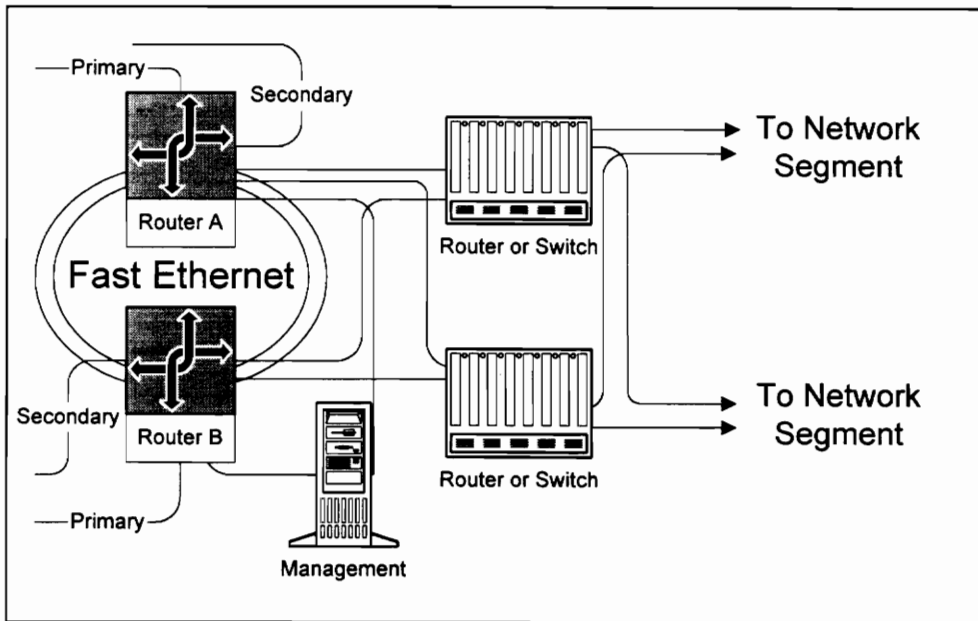 Primary
Secondary
Router A
Fast Ethernet
Secondary
Router B
Primary
Management
Router or Switch
To Network
Segment
Router or Switch
To Network
Segment